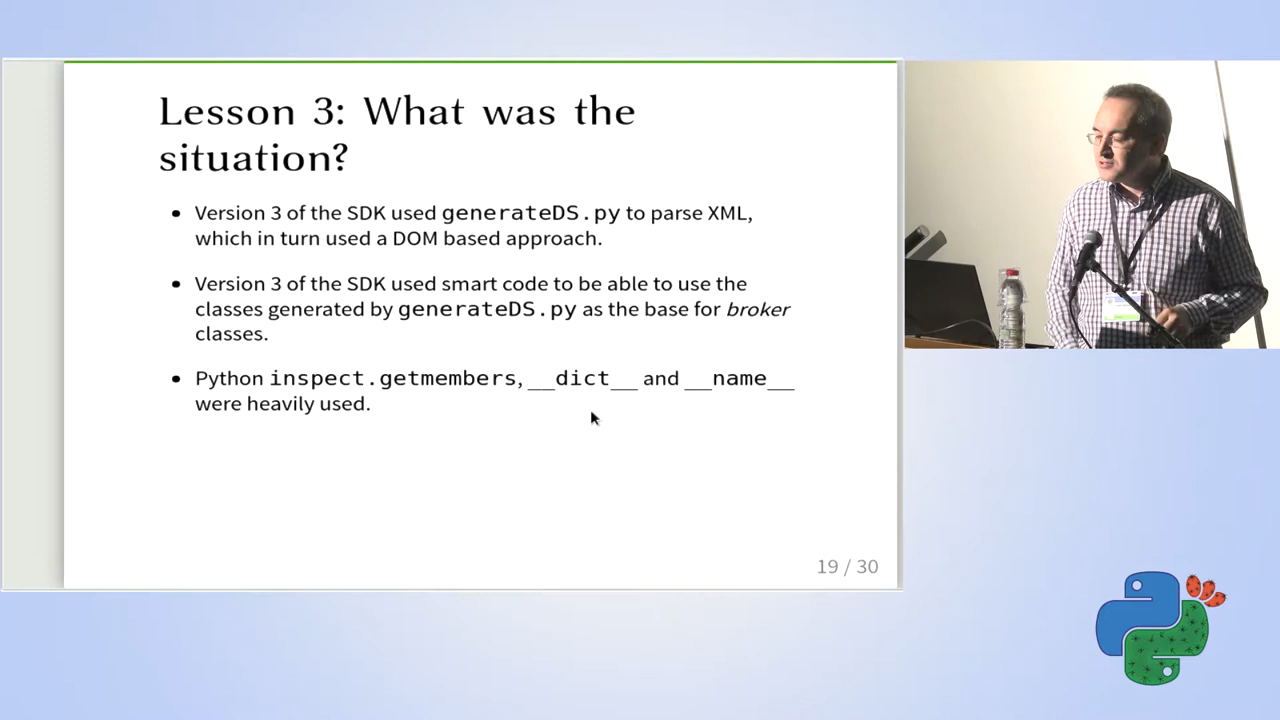 Lesson 3: What was the
situation?
• Version 3 of the SDK used generateDS.py to parse XML,
which in turn used a DOM based approach.
• Version 3 of the SDK used smart code to be able to use the
classes generated by generateDS.py as the base for broker
classes.
• Python inspect.getmembers, __dict__ and __name__
were heavily used.
19 / 30